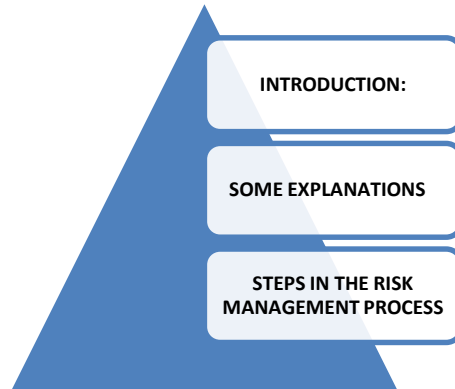 INTRODUCTION:
SOME EXPLANATIONS
STEPS IN THE RISK
MANAGEMENT PROCESS